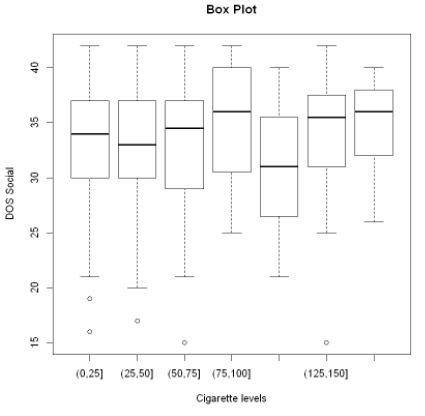 Box Plot
40
35
30
25
20
15
DOS Social
(0,25] (25,50] (50,75] (75,100] (125,150]
Cigarette levels